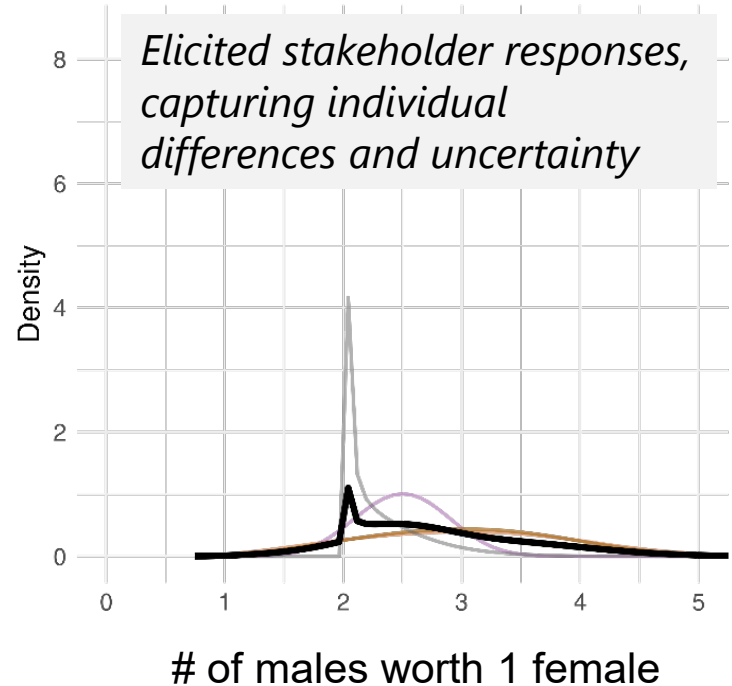 Elicited stakeholder responses,
capturing individual
differences and uncertainty
8
6
4
2
0
Density
0 1 2 3 4 5
# of males worth 1 female